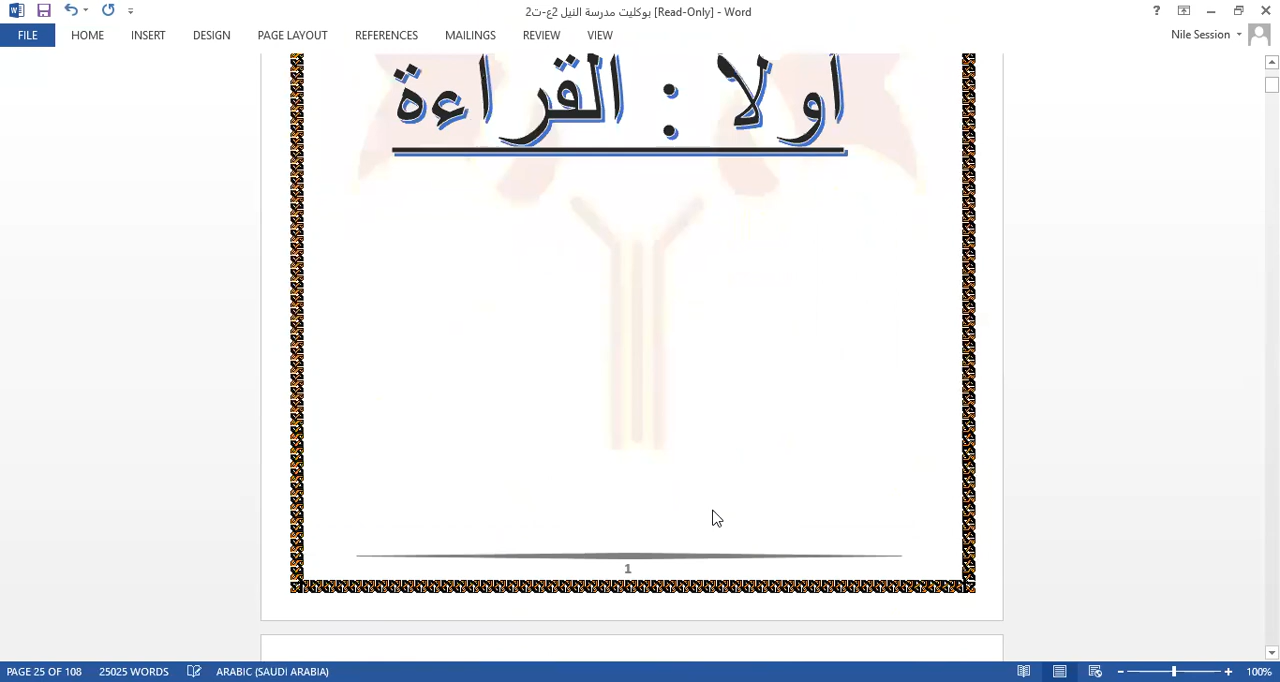 بوكليت مدرسة النيل 2ع-ت2 [Read-Only] - Word
FILE HOME INSERT DESIGN PAGE LAYOUT REFERENCES MAILINGS REVIEW VIEW
Nile Session
أولا : القراءة
1
PAGE 25 OF 108 25025 WORDS ARABIC (SAUDI ARABIA) 100%